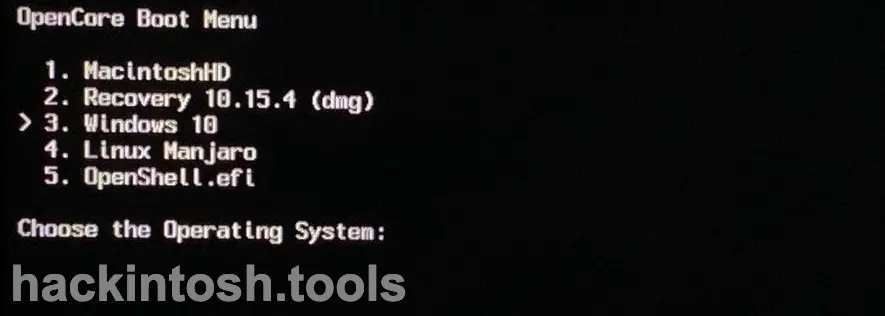 OpenCore Boot Menu
1. MacintoshHD
2. Recovery 10.15.4 (dmg)
> 3. Windows 10
4. Linux Manjaro
5. OpenShell.efi
Choose the Operating System:
hackintosh.tools